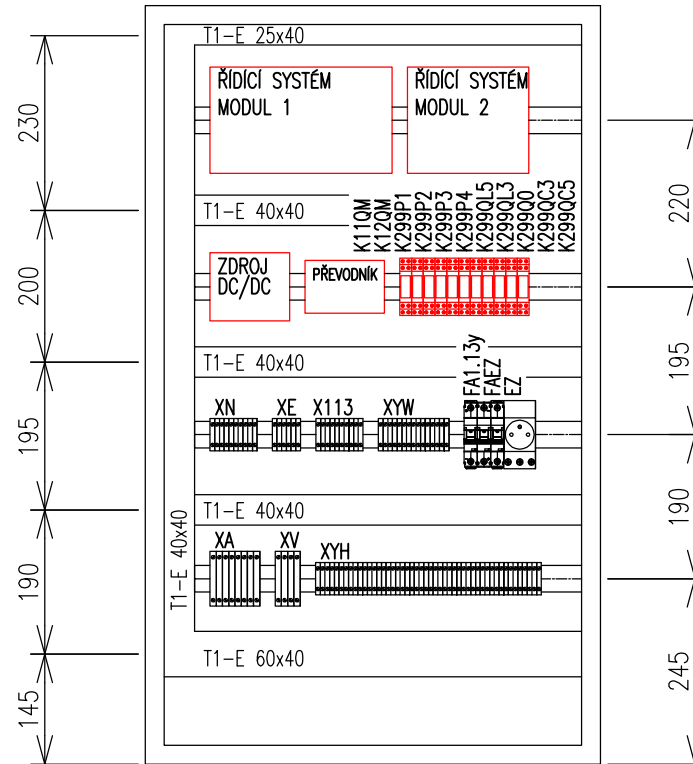 T1-E 25x40
ŘÍDÍCÍ SYSTÉM
MODUL 1
ŘÍDÍCÍ SYSTÉM
MODUL 2
230
220
T1-E 40x40
K11QM
K12QM
K299P1
K299P2
K299P3
K299P4
K299QL5
K299QL3
K299Q0
K299QC3
K299QC5
ZDROJ
DC/DC
PŘEVODNÍK
200
195
T1-E 40x40
FA1.13y
FAEZ
EZ
XN
XE
X113
XYW
195
190
T1-E 40x40
T1-E 40x40
XA
XV
XYH
190
245
T1-E 60x40
145